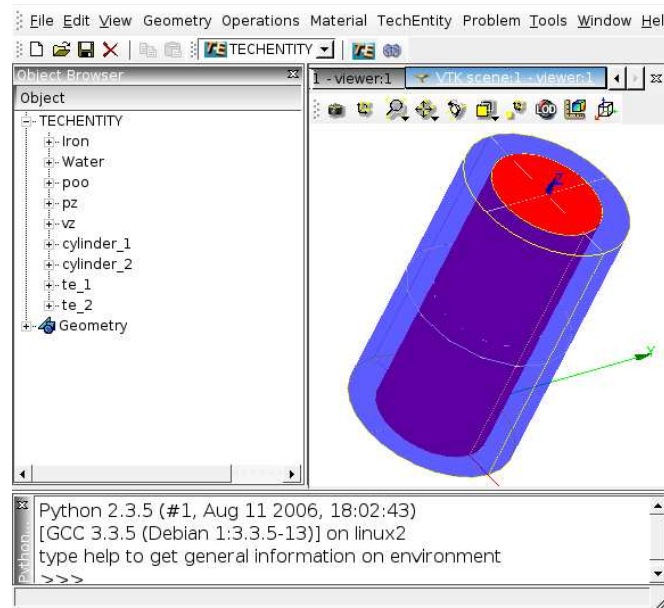 File Edit View Geometry Operations Material TechEntity Problem Tools Window Hel
TECHENTITY
Object Browser
1 - viewer:1
VTK scene:1 - viewer:1
Object
LOD
TECHENTITY
Iron
Water
poo
pz
vz
cylinder_1
cylinder_2
te_1
te_2
Geometry
Z
Y
Python...
Python 2.3.5 (#1, Aug 11 2006, 18:02:43)
[GCC 3.3.5 (Debian 1:3.3.5-13)] on linux2
type help to get general information on environment
>>>